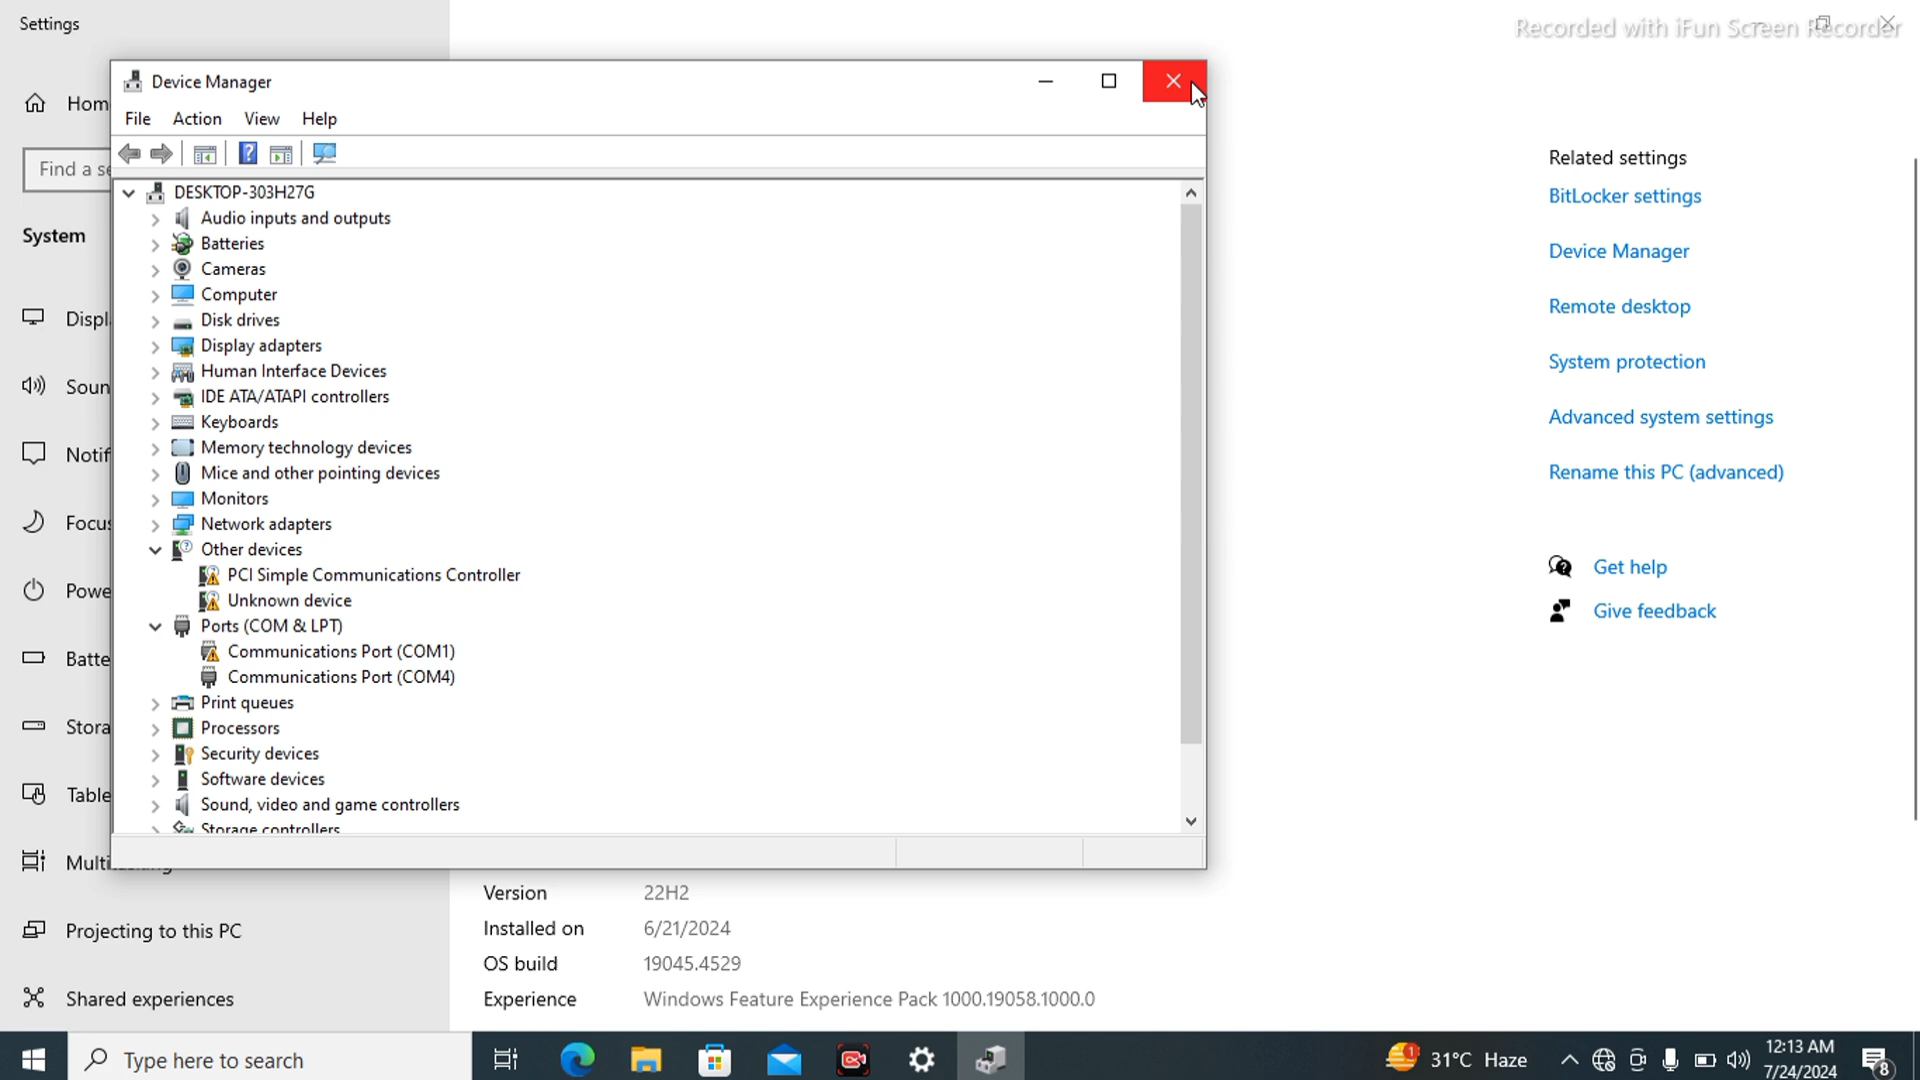 Settings
Recorded with iFun Screen Recorder
Device Manager
File Action View Help
DESKTOP-303H27G
Audio inputs and outputs
Batteries
Cameras
Computer
Disk drives
Display adapters
Human Interface Devices
IDE ATA/ATAPI controllers
Keyboards
Memory technology devices
Mice and other pointing devices
Monitors
Network adapters
Other devices
PCI Simple Communications Controller
Unknown device
Ports (COM & LPT)
Communications Port (COM1)
Communications Port (COM4)
Print queues
Processors
Security devices
Software devices
Sound, video and game controllers
Storage controllers
Hom
Find a se
System
Displ
Soun
Notif
Focus
Powe
Batte
Stora
Table
Multitasking
Projecting to this PC
Shared experiences
Version 22H2
Installed on 6/21/2024
OS build 19045.4529
Experience Windows Feature Experience Pack 1000.19058.1000.0
Related settings
BitLocker settings
Device Manager
Remote desktop
System protection
Advanced system settings
Rename this PC (advanced)
Get help
Give feedback
Type here to search
1
31°C Haze
12:13 AM
7/24/2024
8